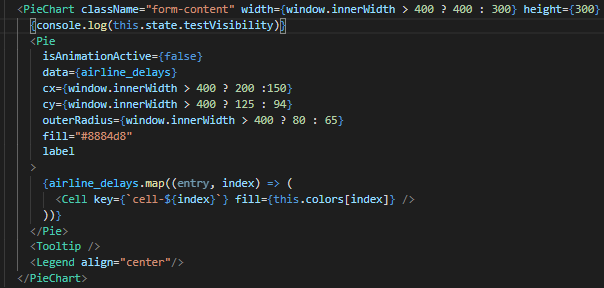 <PieChart className="form-content" width={window.innerWidth > 400 ? 400 : 300} height={300}
{console.log(this.state.testVisibility)}
<Pie
isAnimationActive={false}
data={airline_delays}
cx={window.innerWidth > 400 ? 200 :150}
cy={window.innerWidth > 400 ? 125 : 94}
outerRadius={window.innerWidth > 400 ? 80 : 65}
fill="#8884d8"
label
>
{airline_delays.map((entry, index) => (
<Cell key={`cell-${index}`} fill={this.colors[index]} />
))}
</Pie>
<Tooltip />
<Legend align="center"/>
</PieChart>